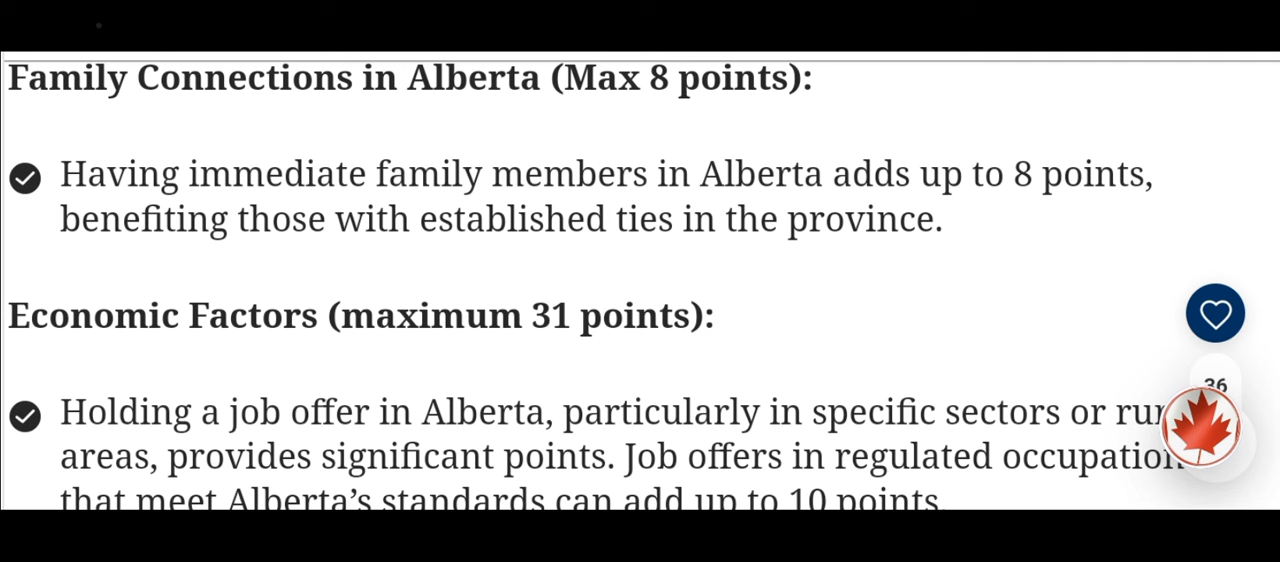 Family Connections in Alberta (Max 8 points):
Having immediate family members in Alberta adds up to 8 points,
benefiting those with established ties in the province.
Economic Factors (maximum 31 points):
36
Holding a job offer in Alberta, particularly in specific sectors or
areas, provides significant points. Job offers in regulated occupation
that meet Alberta's standards can add up to 10 points.